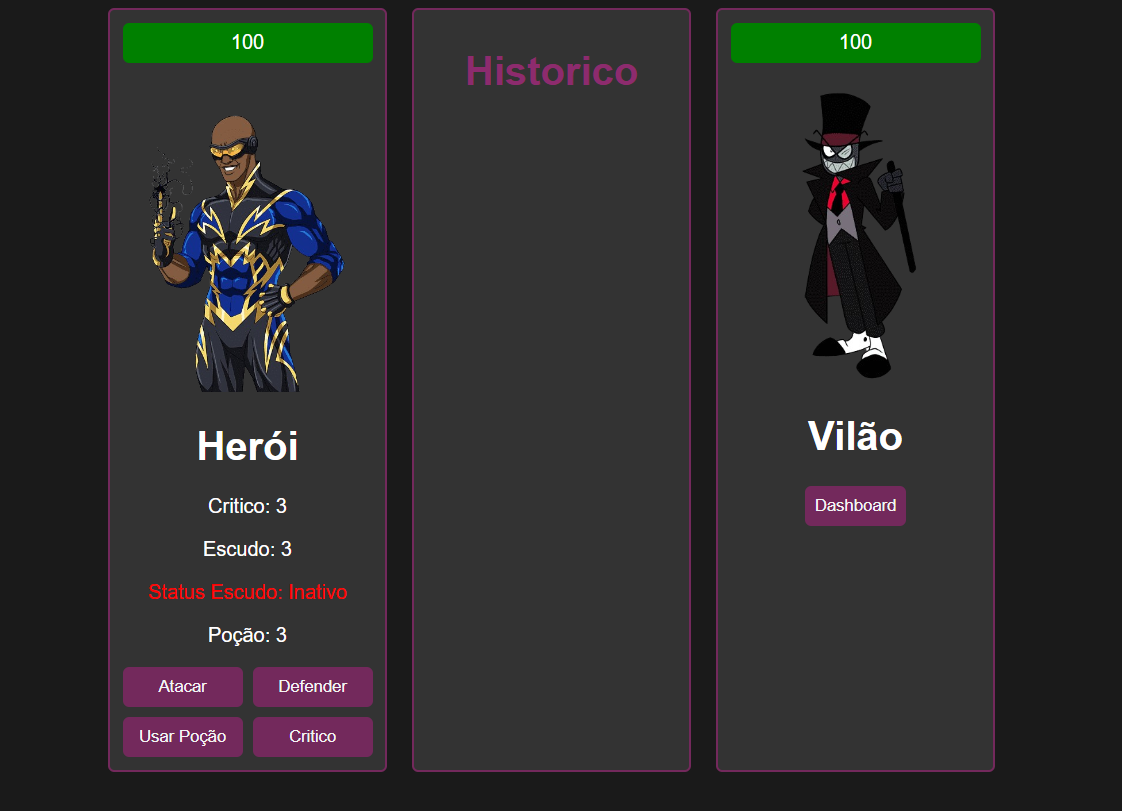 100
Herói
Critico: 3
Escudo: 3
Status Escudo: Inativo
Poção: 3
Atacar
Defender
Usar Poção
Critico
Historico
100
Vilão
Dashboard